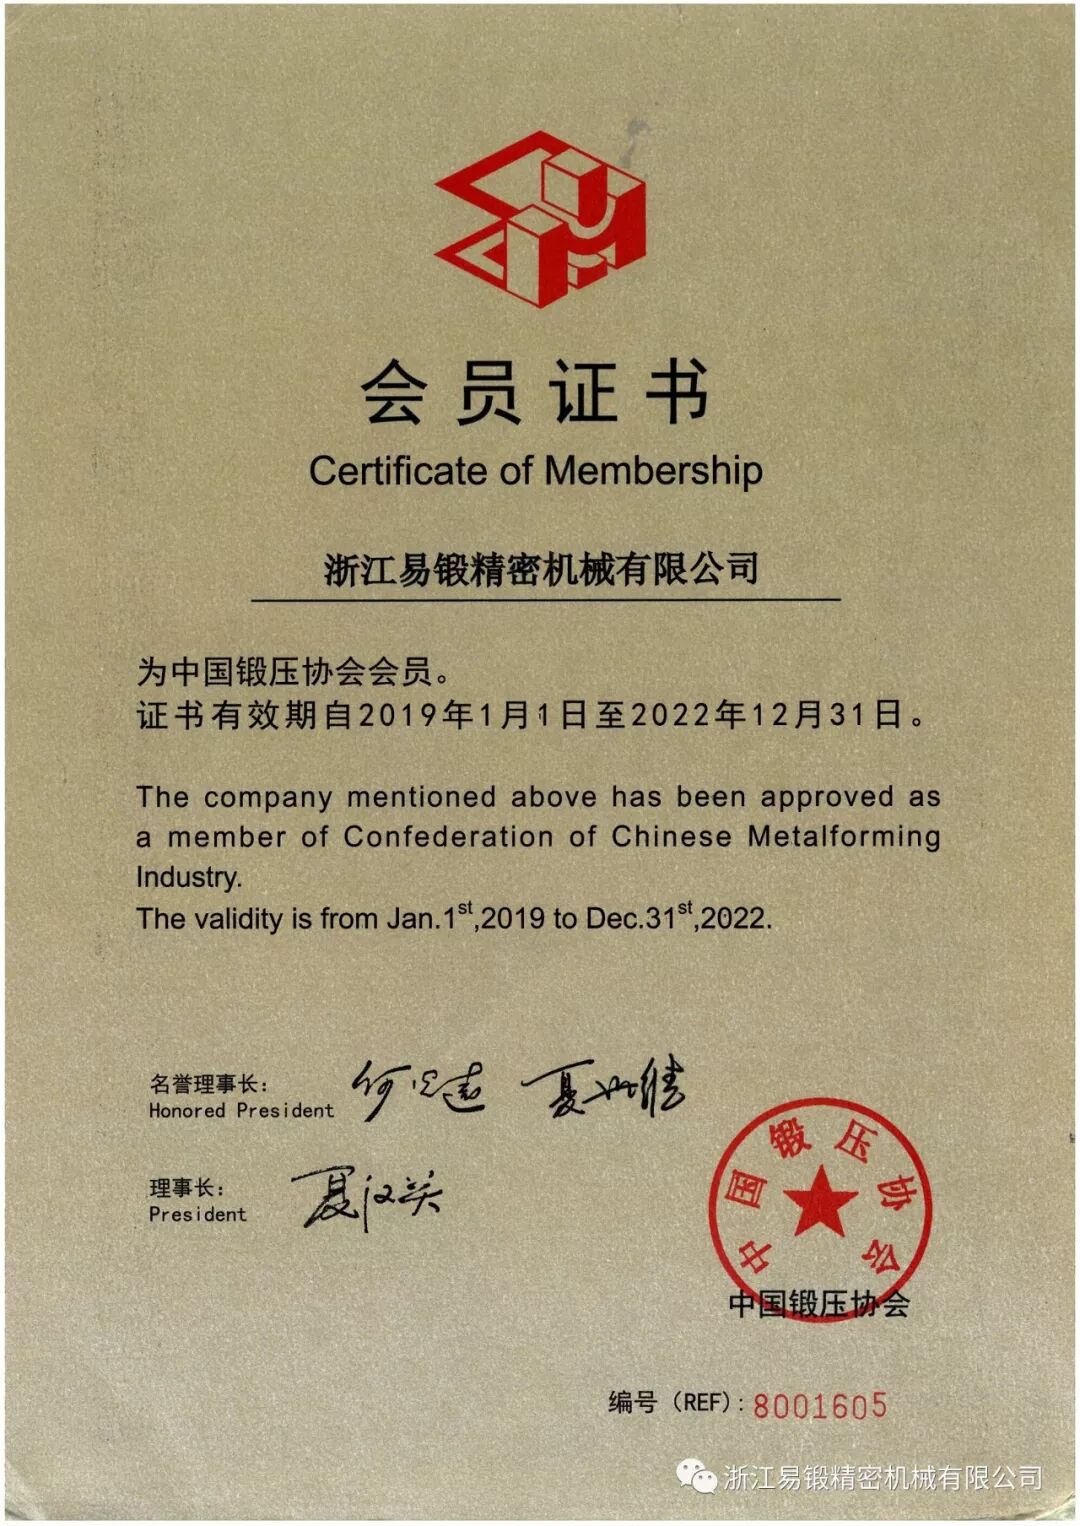 会员证书
Certificate of Membership
浙江易锻精密机械有限公司
为中国锻压协会会员。
证书有效期自2019年1月1日至2022年12月31日。
The company mentioned above has been approved as
a member of Confederation of Chinese Metalforming
Industry.
The validity is from Jan.1st,2019 to Dec.31st,2022.
名誉理事长:
Honored President
理事长:
President
中国锻压协会
中国锻压协会
编号（REF）: 8001605
浙江易锻精密机械有限公司